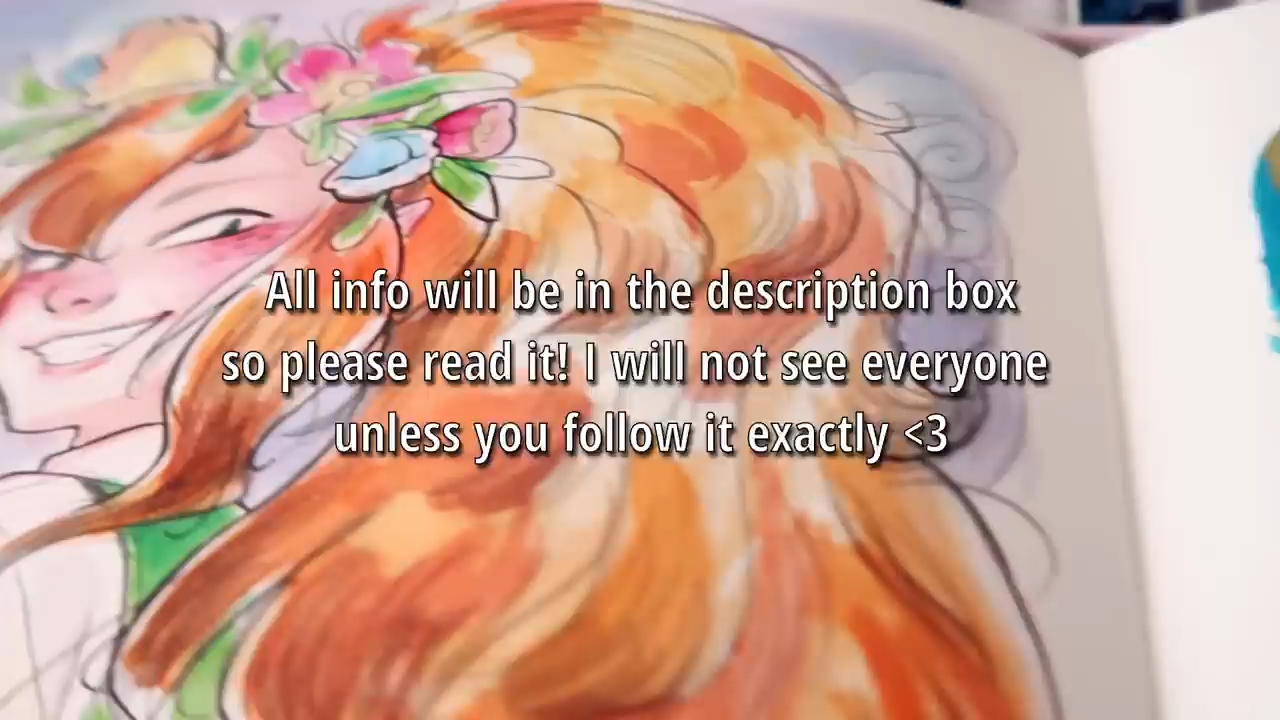 All info will be in the description box
so please read it! I will not see everyone
unless you follow it exactly <3